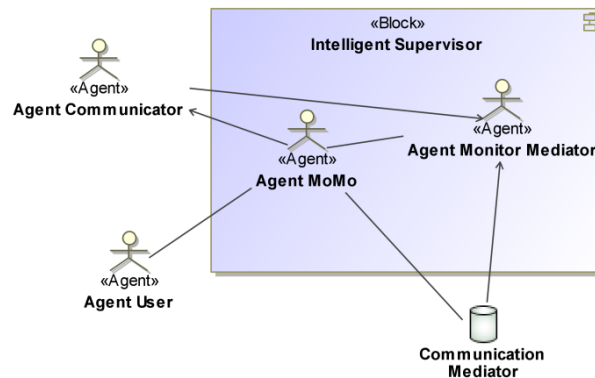 «Block»
Intelligent Supervisor
«Agent»
Agent Communicator
«Agent»
Agent Monitor Mediator
«Agent»
Agent MoMo
«Agent»
Agent User
Communication
Mediator